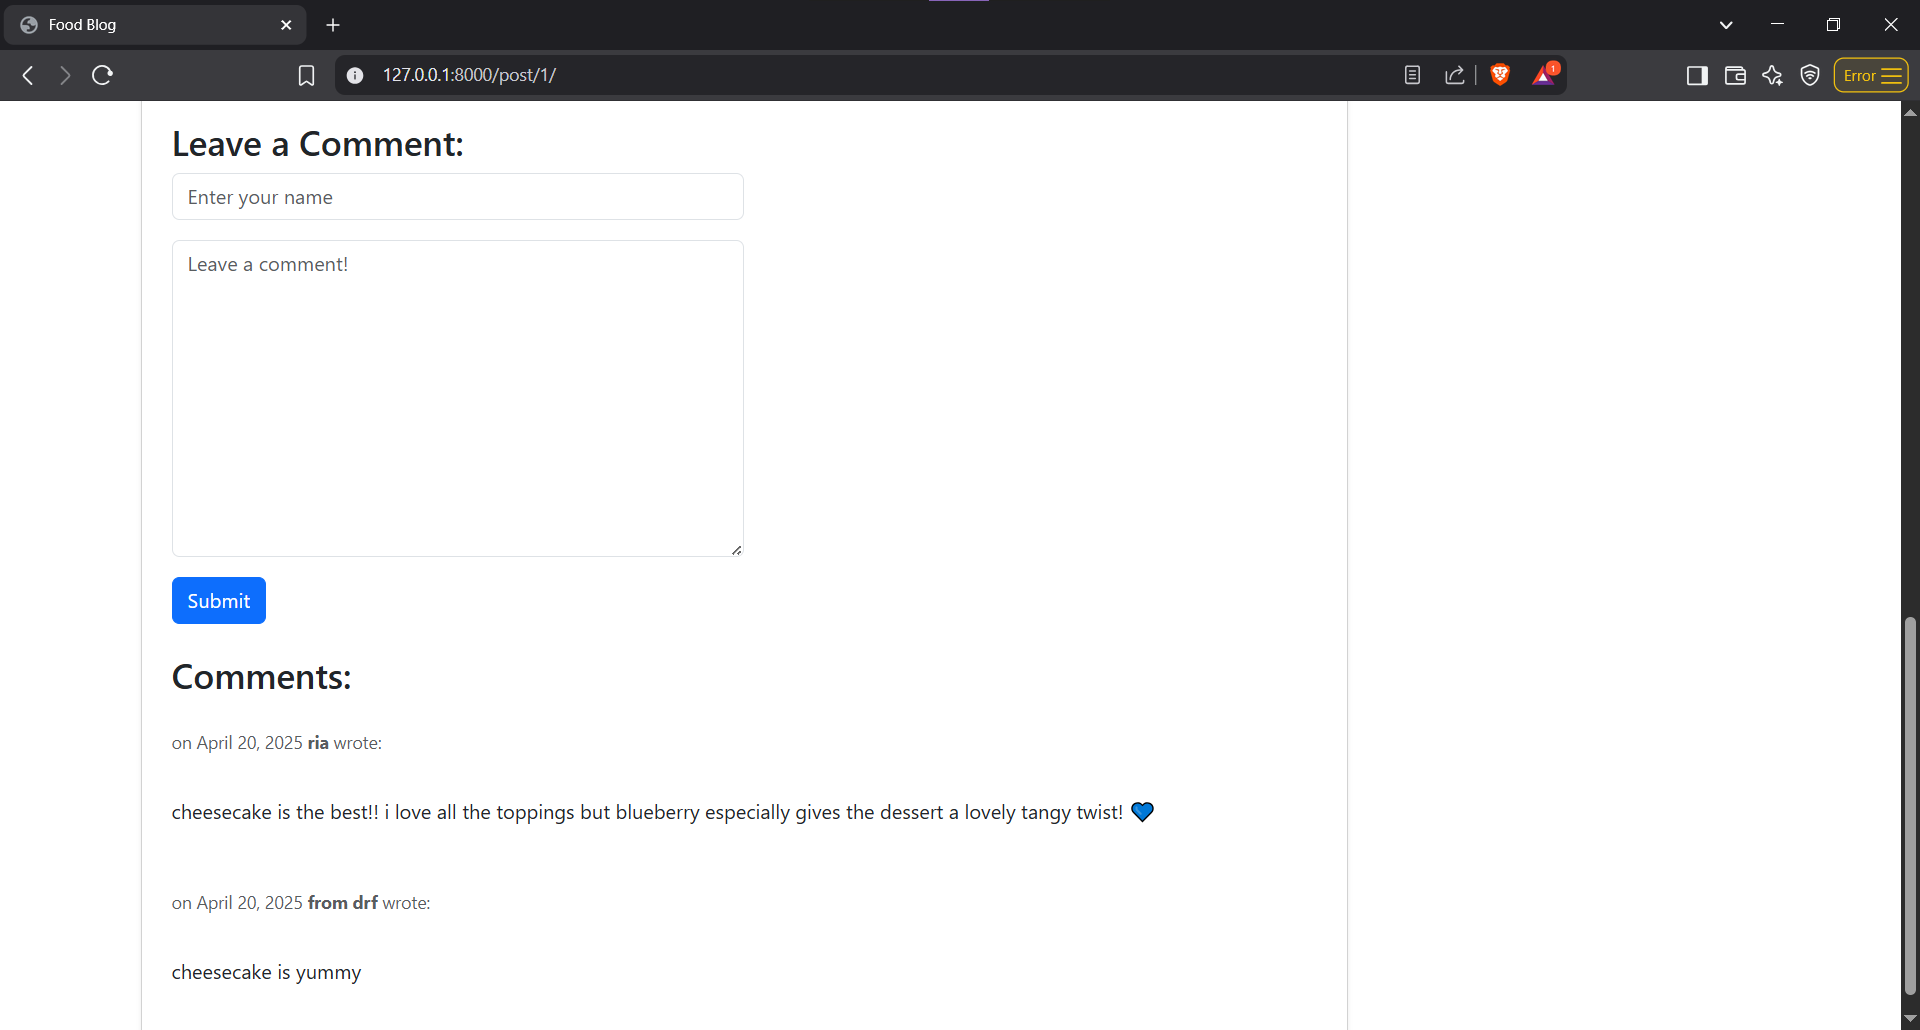 Food Blog
127.0.0.1:8000/post/1/
1
Error
Leave a Comment:
Enter your name
Leave a comment!
Submit
Comments:
on April 20, 2025 ria wrote:
cheesecake is the best!! i love all the toppings but blueberry especially gives the dessert a lovely tangy twist! 💙
on April 20, 2025 from drf wrote:
cheesecake is yummy